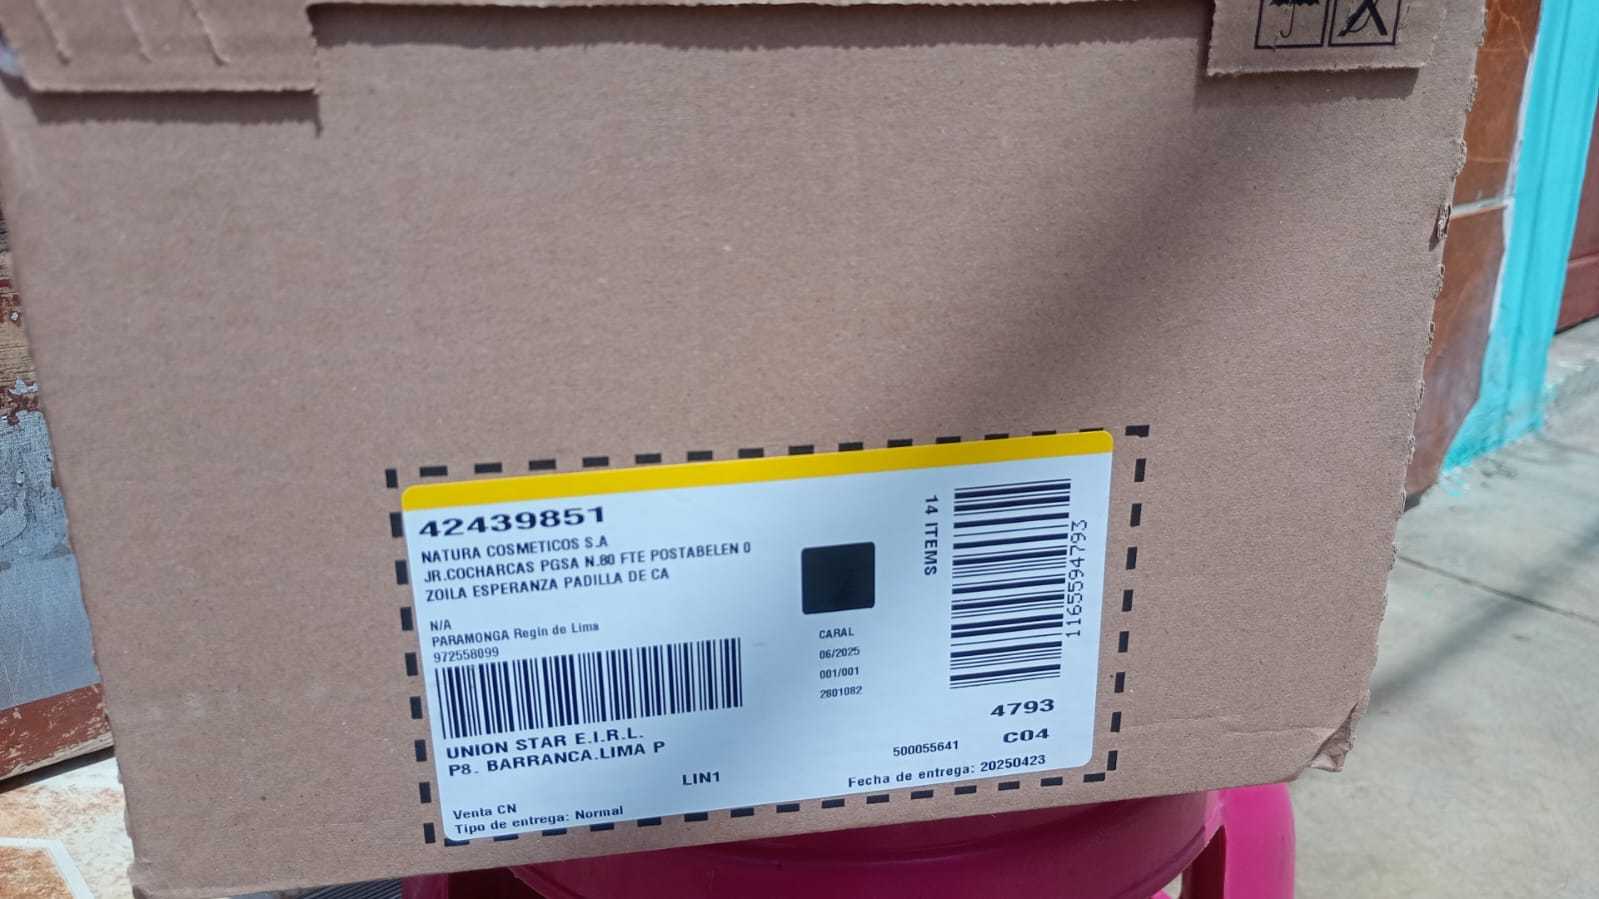 42439851
NATURA COSMETICOS S.A
JR.COCHARCAS PGSA N.80 FTE POSTABELEN 0
ZOILA ESPERANZA PADILLA DE CA
N/A
PARAMONGA Regin de Lima
972558099
UNION STAR E.I.R.L.
P8. BARRANCA.LIMA P
LIN1
Venta CN
Tipo de entrega: Normal
CARAL
06/2025
001/001
2801082
14 ITEMS
1165594793
4793
500055641
C04
Fecha de entrega: 20250423